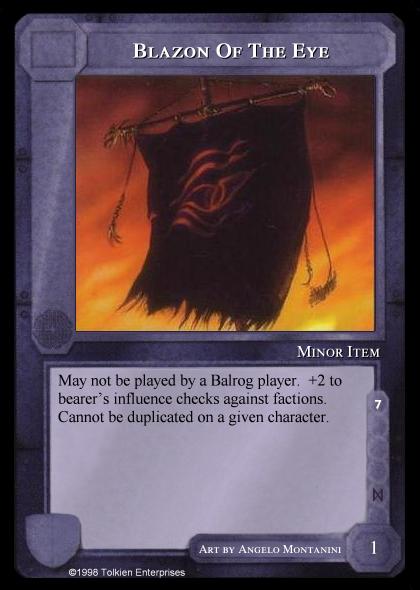 Blazon Of The Eye
Minor Item
May not be played by a Balrog player. +2 to
bearer's influence checks against factions.
Cannot be duplicated on a given character.
7
Art by Angelo Montanini
1
©1998 Tolkien Enterprises